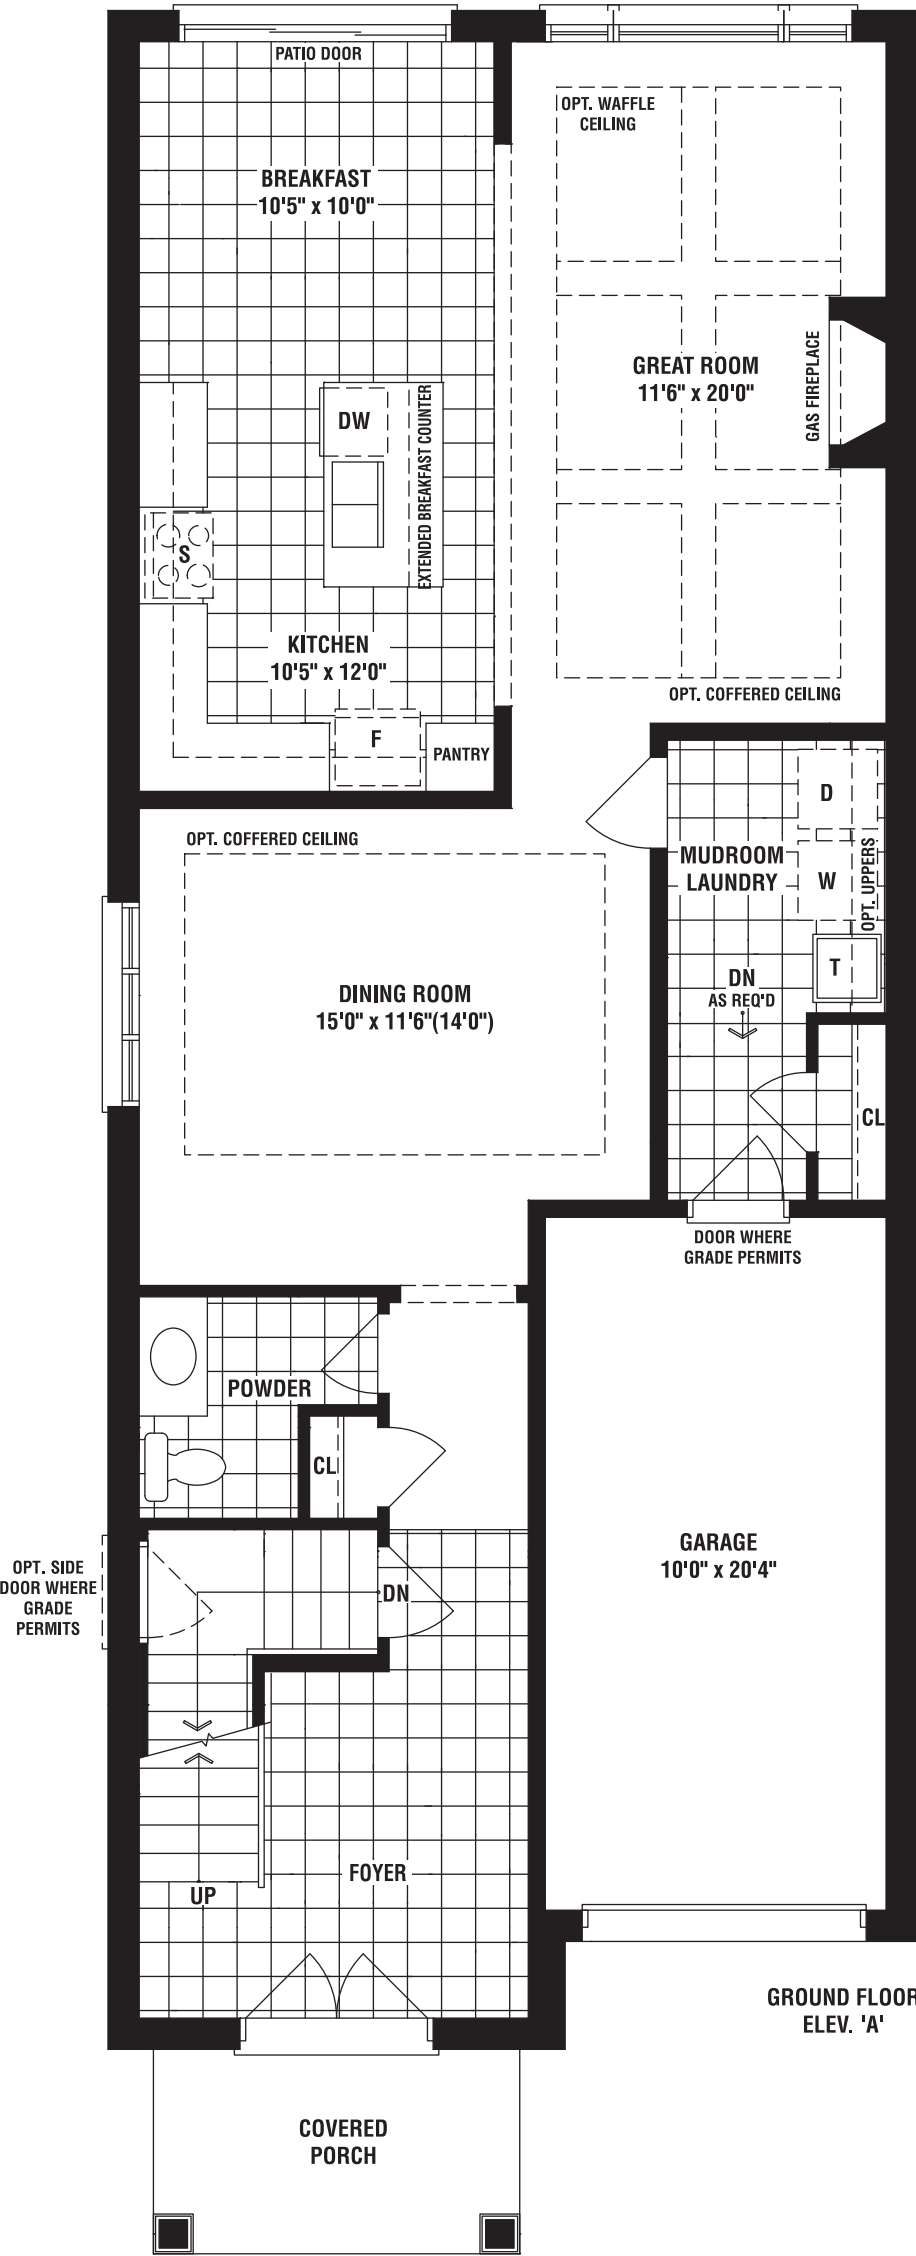 PATIO DOOR
OPT. WAFFLE
CEILING
BREAKFAST
10'5" x 10'0"
GREAT ROOM
11'6" x 20'0"
GAS FIREPLACE
DW
EXTENDED BREAKFAST COUNTER
S
KITCHEN
10'5" x 12'0"
OPT. COFFERED CEILING
F
PANTRY
D
OPT. COFFERED CEILING
MUDROOM
LAUNDRY
W
OPT. UPPERS
T
DN
AS REQ'D
DINING ROOM
15'0" x 11'6"(14'0")
CL
DOOR WHERE
GRADE PERMITS
POWDER
CL
GARAGE
10'0" x 20'4"
OPT. SIDE
DOOR WHERE
GRADE
PERMITS
DN
FOYER
UP
GROUND FLOOR
ELEV. 'A'
COVERED
PORCH